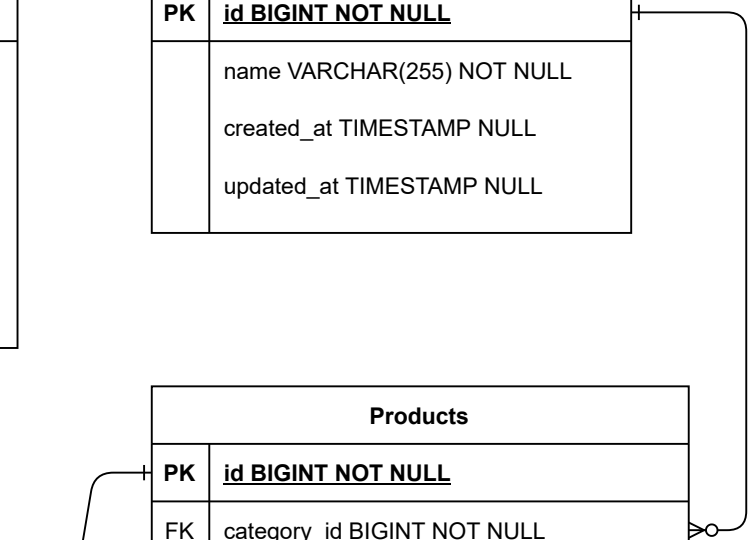 PK id BIGINT NOT NULL
name VARCHAR(255) NOT NULL
created_at TIMESTAMP NULL
updated_at TIMESTAMP NULL
Products
PK id BIGINT NOT NULL
FK category_id BIGINT NOT NULL